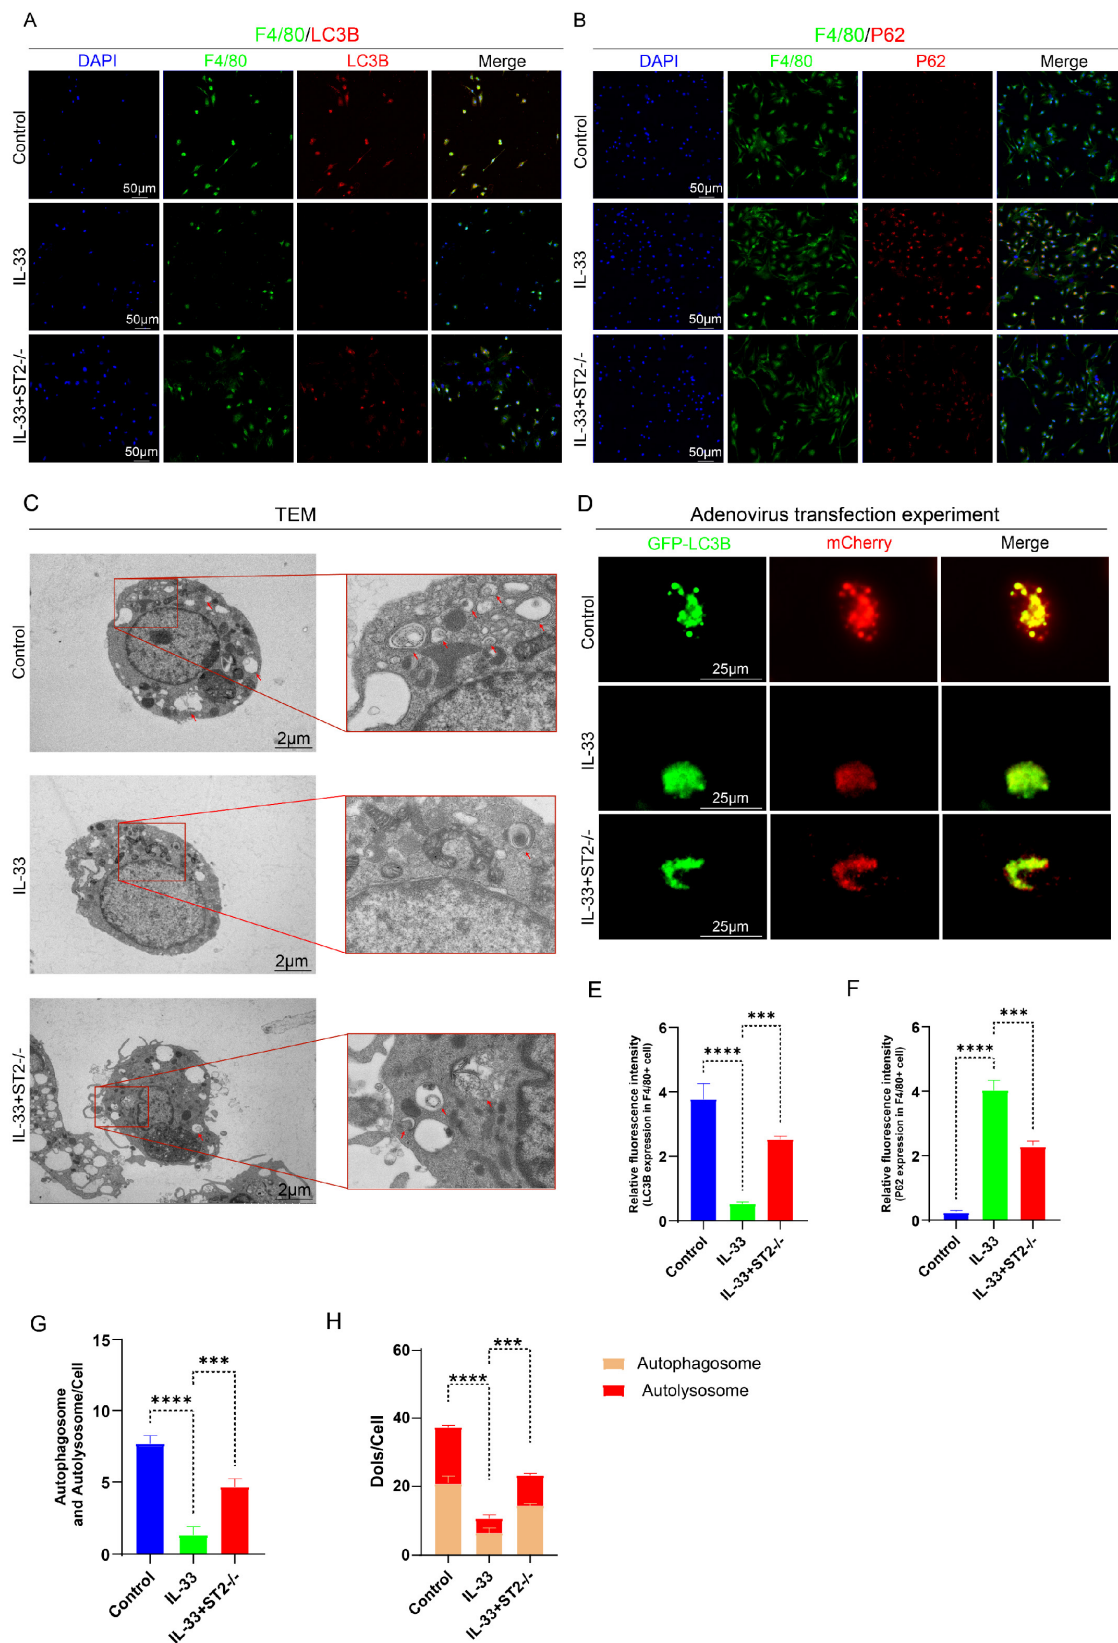 A
F4/80/LC3B
DAPI F4/80 LC3B Merge
Control
50μm
IL-33
50μm
IL-33+ST2-/-
50μm
B
F4/80/P62
DAPI F4/80 P62 Merge
Control
50μm
IL-33
50μm
IL-33+ST2-/-
50μm
C
TEM
Control
2μm
IL-33
2μm
IL-33+ST2-/-
2μm
D
Adenovirus transfection experiment
GFP-LC3B mCherry Merge
Control
25μm
IL-33
25μm
IL-33+ST2-/-
25μm
E
Relative fluorescence intensity
(LC3B expression in F4/80+ cell)
6
4
2
0
****
***
Control
IL-33
IL-33+ST2-/-
F
Relative fluorescence intensity
(P62 expression in F4/80+ cell)
6
4
2
0
****
***
Control
IL-33
IL-33+ST2-/-
G
Autophagosome
and Autolysosome/Cell
15
10
5
0
****
***
Control
IL-33
IL-33+ST2-/-
H
Dols/Cell
60
40
20
0
****
***
Control
IL-33
IL-33+ST2-/-
Autophagosome
Autolysosome